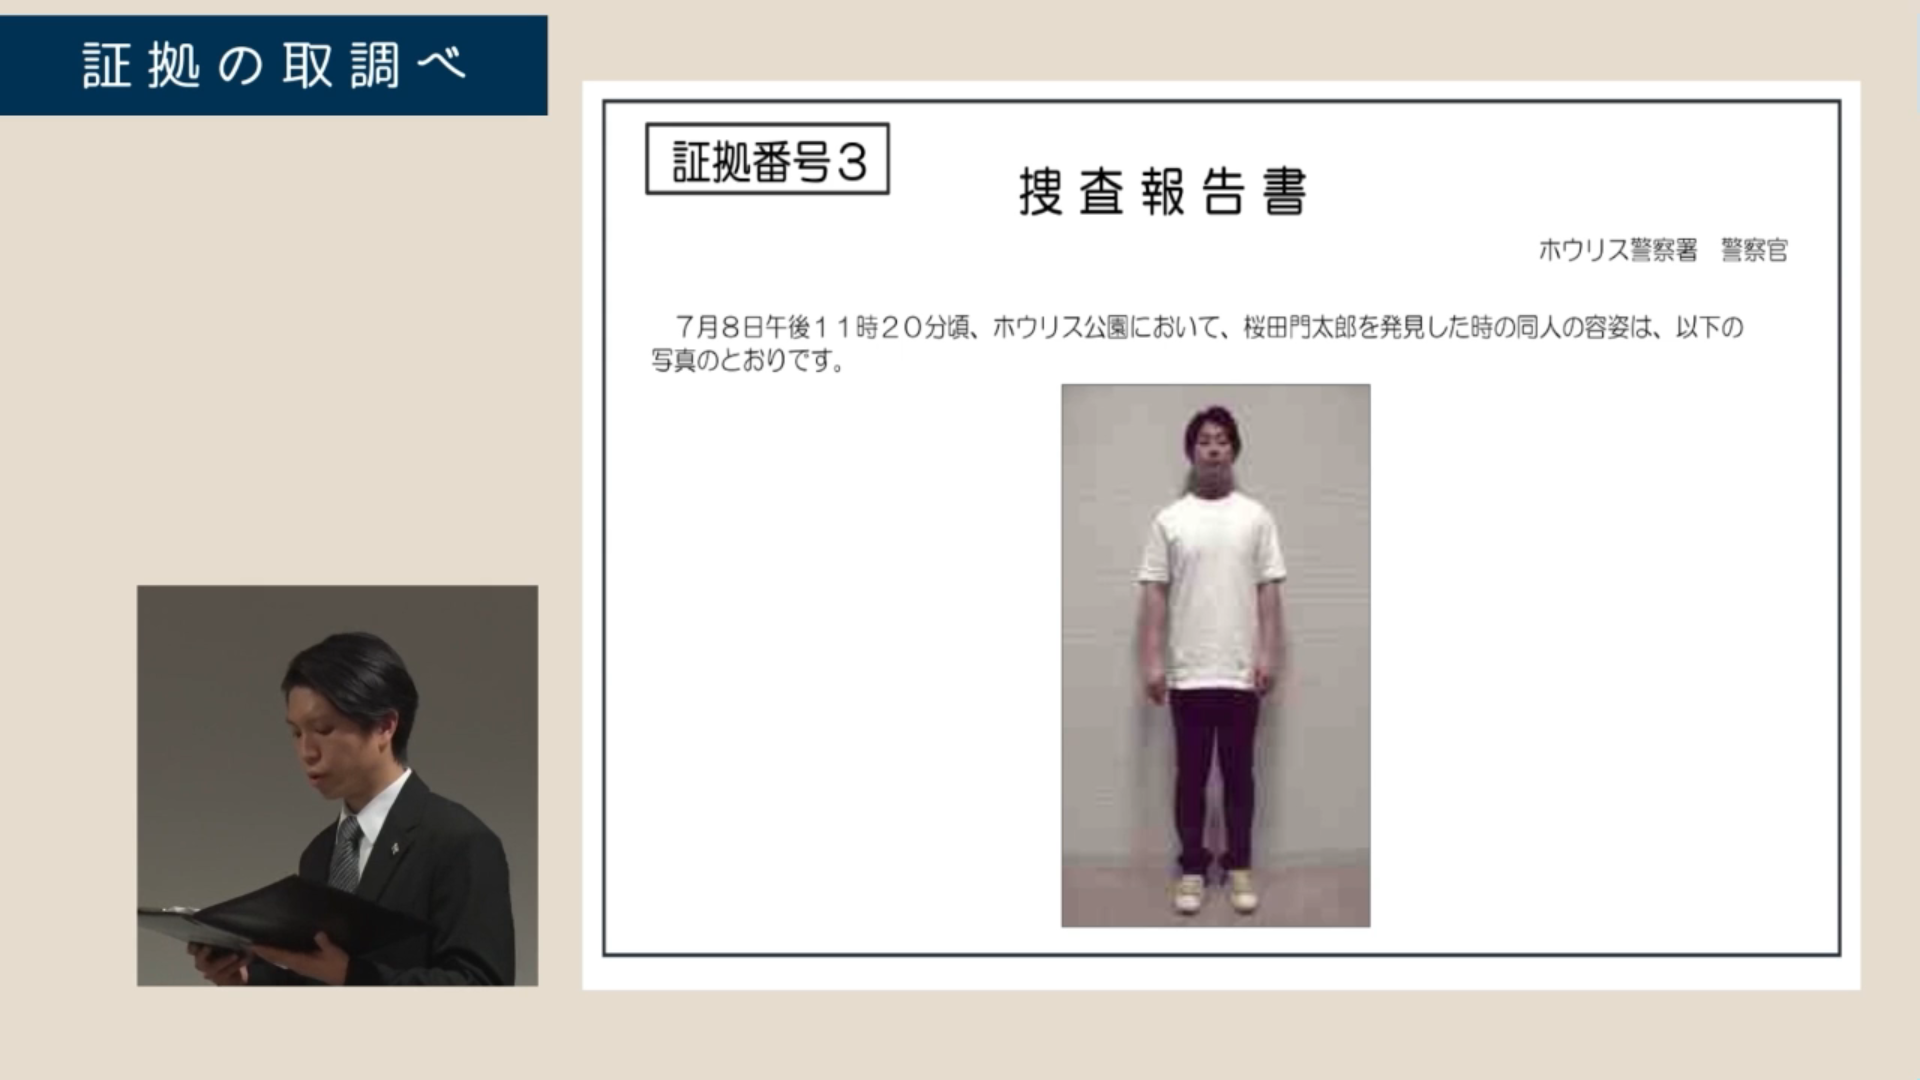 証拠の取調べ
証拠番号３
捜査報告書
ホウリス警察署　警察官
７月８日午後１１時２０分頃、ホウリス公園において、桜田門太郎を発見した時の同人の容姿は、以下の
写真のとおりです。